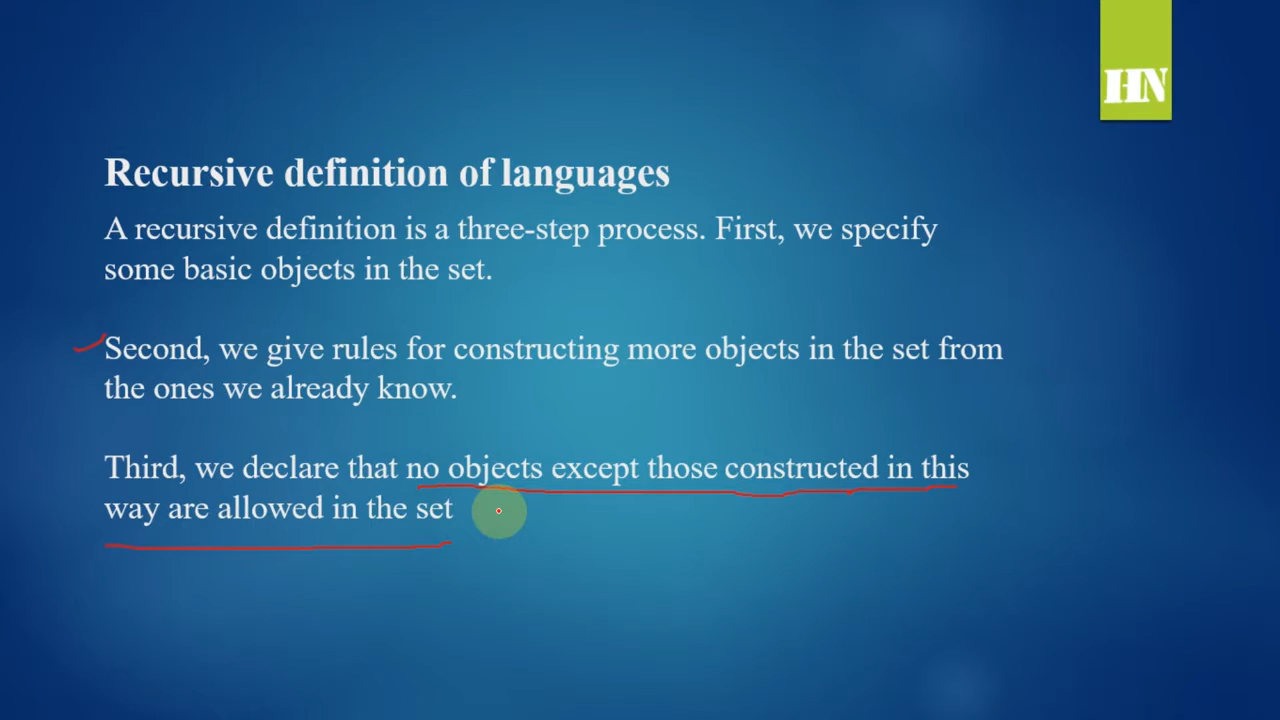 HN
Recursive definition of languages
A recursive definition is a three-step process. First, we specify
some basic objects in the set.
Second, we give rules for constructing more objects in the set from
the ones we already know.
Third, we declare that no objects except those constructed in this
way are allowed in the set